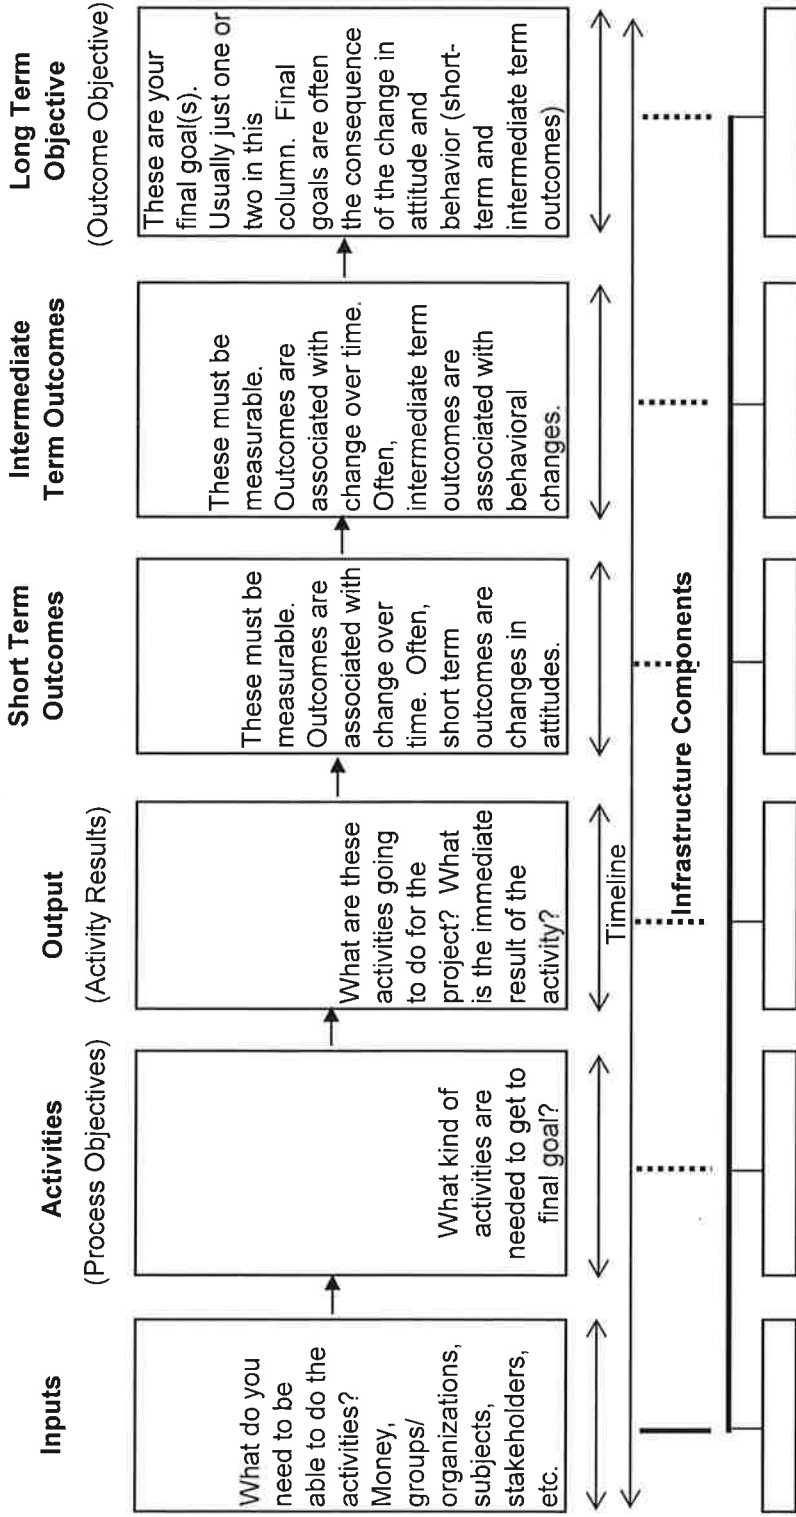 Inputs
What do you
need to be
able to do the
activities?
Money,
groups/
organizations,
subjects,
stakeholders,
etc.
Activities
(Process Objectives)
What kind of
activities are
needed to get to
final goal?
Output
(Activity Results)
What are these
activities going
to do for the
project? What
is the immediate
result of the
activity?
Short Term
Outcomes
These must be
measurable.
Outcomes are
associated with
change over
time. Often,
short term
outcomes are
changes in
attitudes.
Intermediate
Term Outcomes
These must be
measurable.
Outcomes are
associated with
change over time.
Often,
intermediate term
outcomes are
associated with
behavioral
changes.
Long Term
Objective
(Outcome Objective)
These are your
final goal(s).
Usually just one or
two in this
column. Final
goals are often
the consequence
of the change in
attitude and
behavior (short-
term and
intermediate term
outcomes)
Timeline
Infrastructure Components